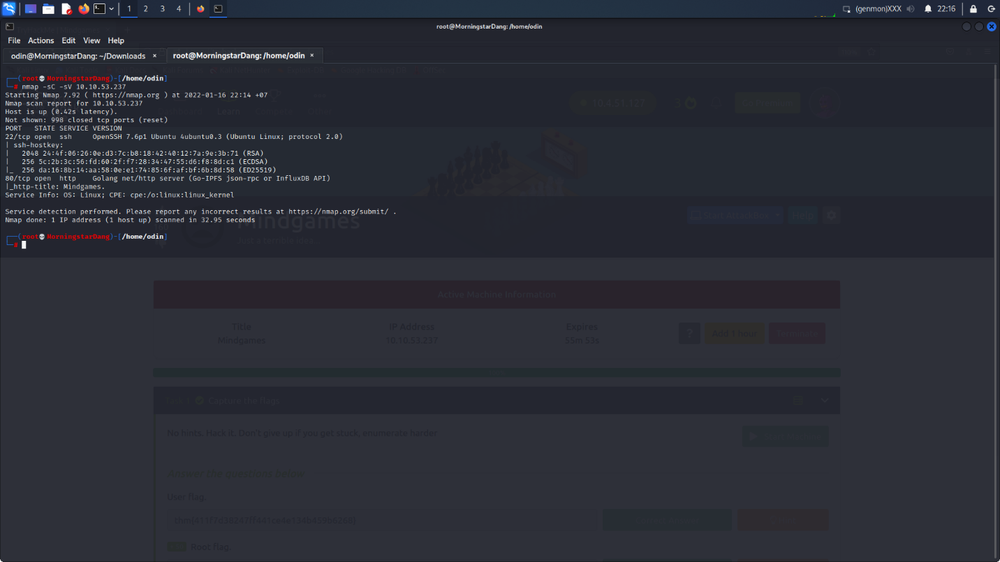 1 2 3 4
(genmon)XXX
22:16
root@MorningstarDang: /home/odin
File Actions Edit View Help
odin@MorningstarDang: ~/Downloads ×
root@MorningstarDang: /home/odin ×
┌──(root💀MorningstarDang)-[/home/odin]
└─# nmap -sC -sV 10.10.53.237
Starting Nmap 7.92 ( https://nmap.org ) at 2022-01-16 22:14 +07
Nmap scan report for 10.10.53.237
Host is up (0.42s latency).
Not shown: 998 closed tcp ports (reset)
PORT   STATE SERVICE VERSION
22/tcp open  ssh     OpenSSH 7.6p1 Ubuntu 4ubuntu0.3 (Ubuntu Linux; protocol 2.0)
| ssh-hostkey:
|   2048 24:4f:06:26:0e:d3:7c:b8:18:42:40:12:7a:9e:3b:71 (RSA)
|   256 5c:2b:3c:56:fd:60:2f:f7:28:34:47:55:d6:f8:8d:c1 (ECDSA)
|_  256 da:16:8b:14:aa:58:0e:e1:74:85:6f:af:bf:6b:8d:58 (ED25519)
80/tcp open  http    Golang net/http server (Go-IPFS json-rpc or InfluxDB API)
|_http-title: Mindgames.
Service Info: OS: Linux; CPE: cpe:/o:linux:linux_kernel
Service detection performed. Please report any incorrect results at https://nmap.org/submit/ .
Nmap done: 1 IP address (1 host up) scanned in 32.95 seconds
┌──(root💀MorningstarDang)-[/home/odin]
└─#
Learn
10.4.51.127
3
Go Premium
Mindgames
Start AttackBox
Help
Active Machine Information
Title
IP Address
Expires
Mindgames
10.10.53.237
55m 53s
?
Add 1 hour
Terminate
Capture the flags
No hints. Hack it. Don't give up if you get stuck, enumerate harder
Answer the questions below
User flag.
Root flag.